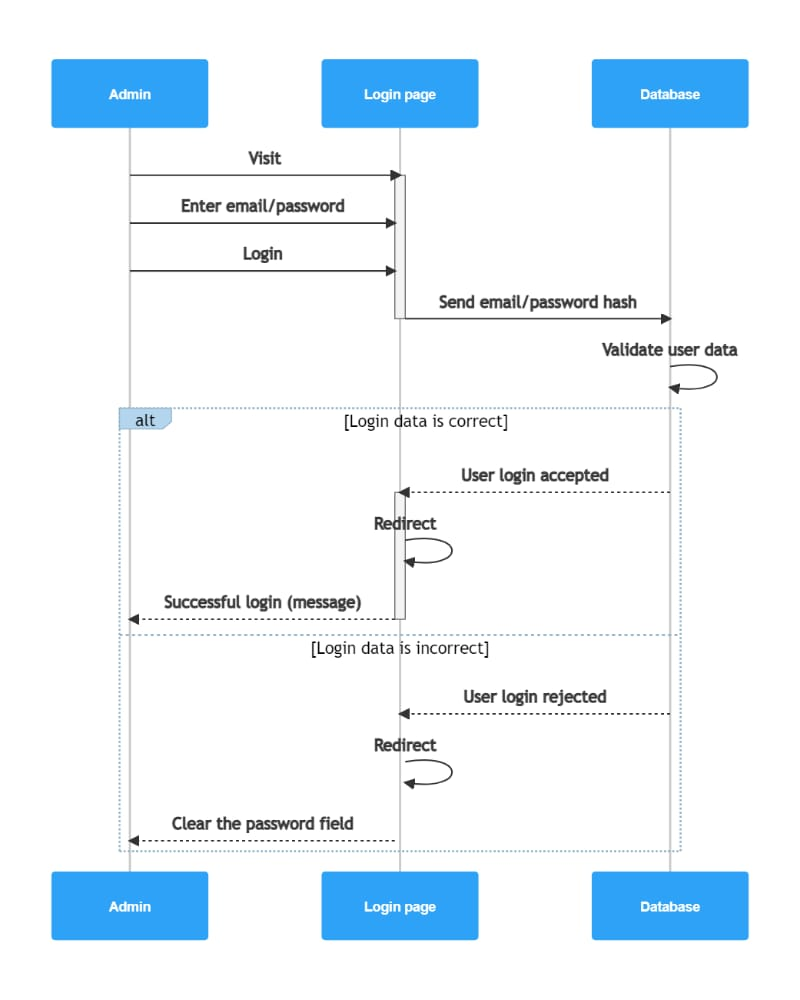 Admin
Login page
Database
Visit
Enter email/password
Login
Send email/password hash
Validate user data
alt
[Login data is correct]
User login accepted
Redirect
Successful login (message)
[Login data is incorrect]
User login rejected
Redirect
Clear the password field
Admin
Login page
Database